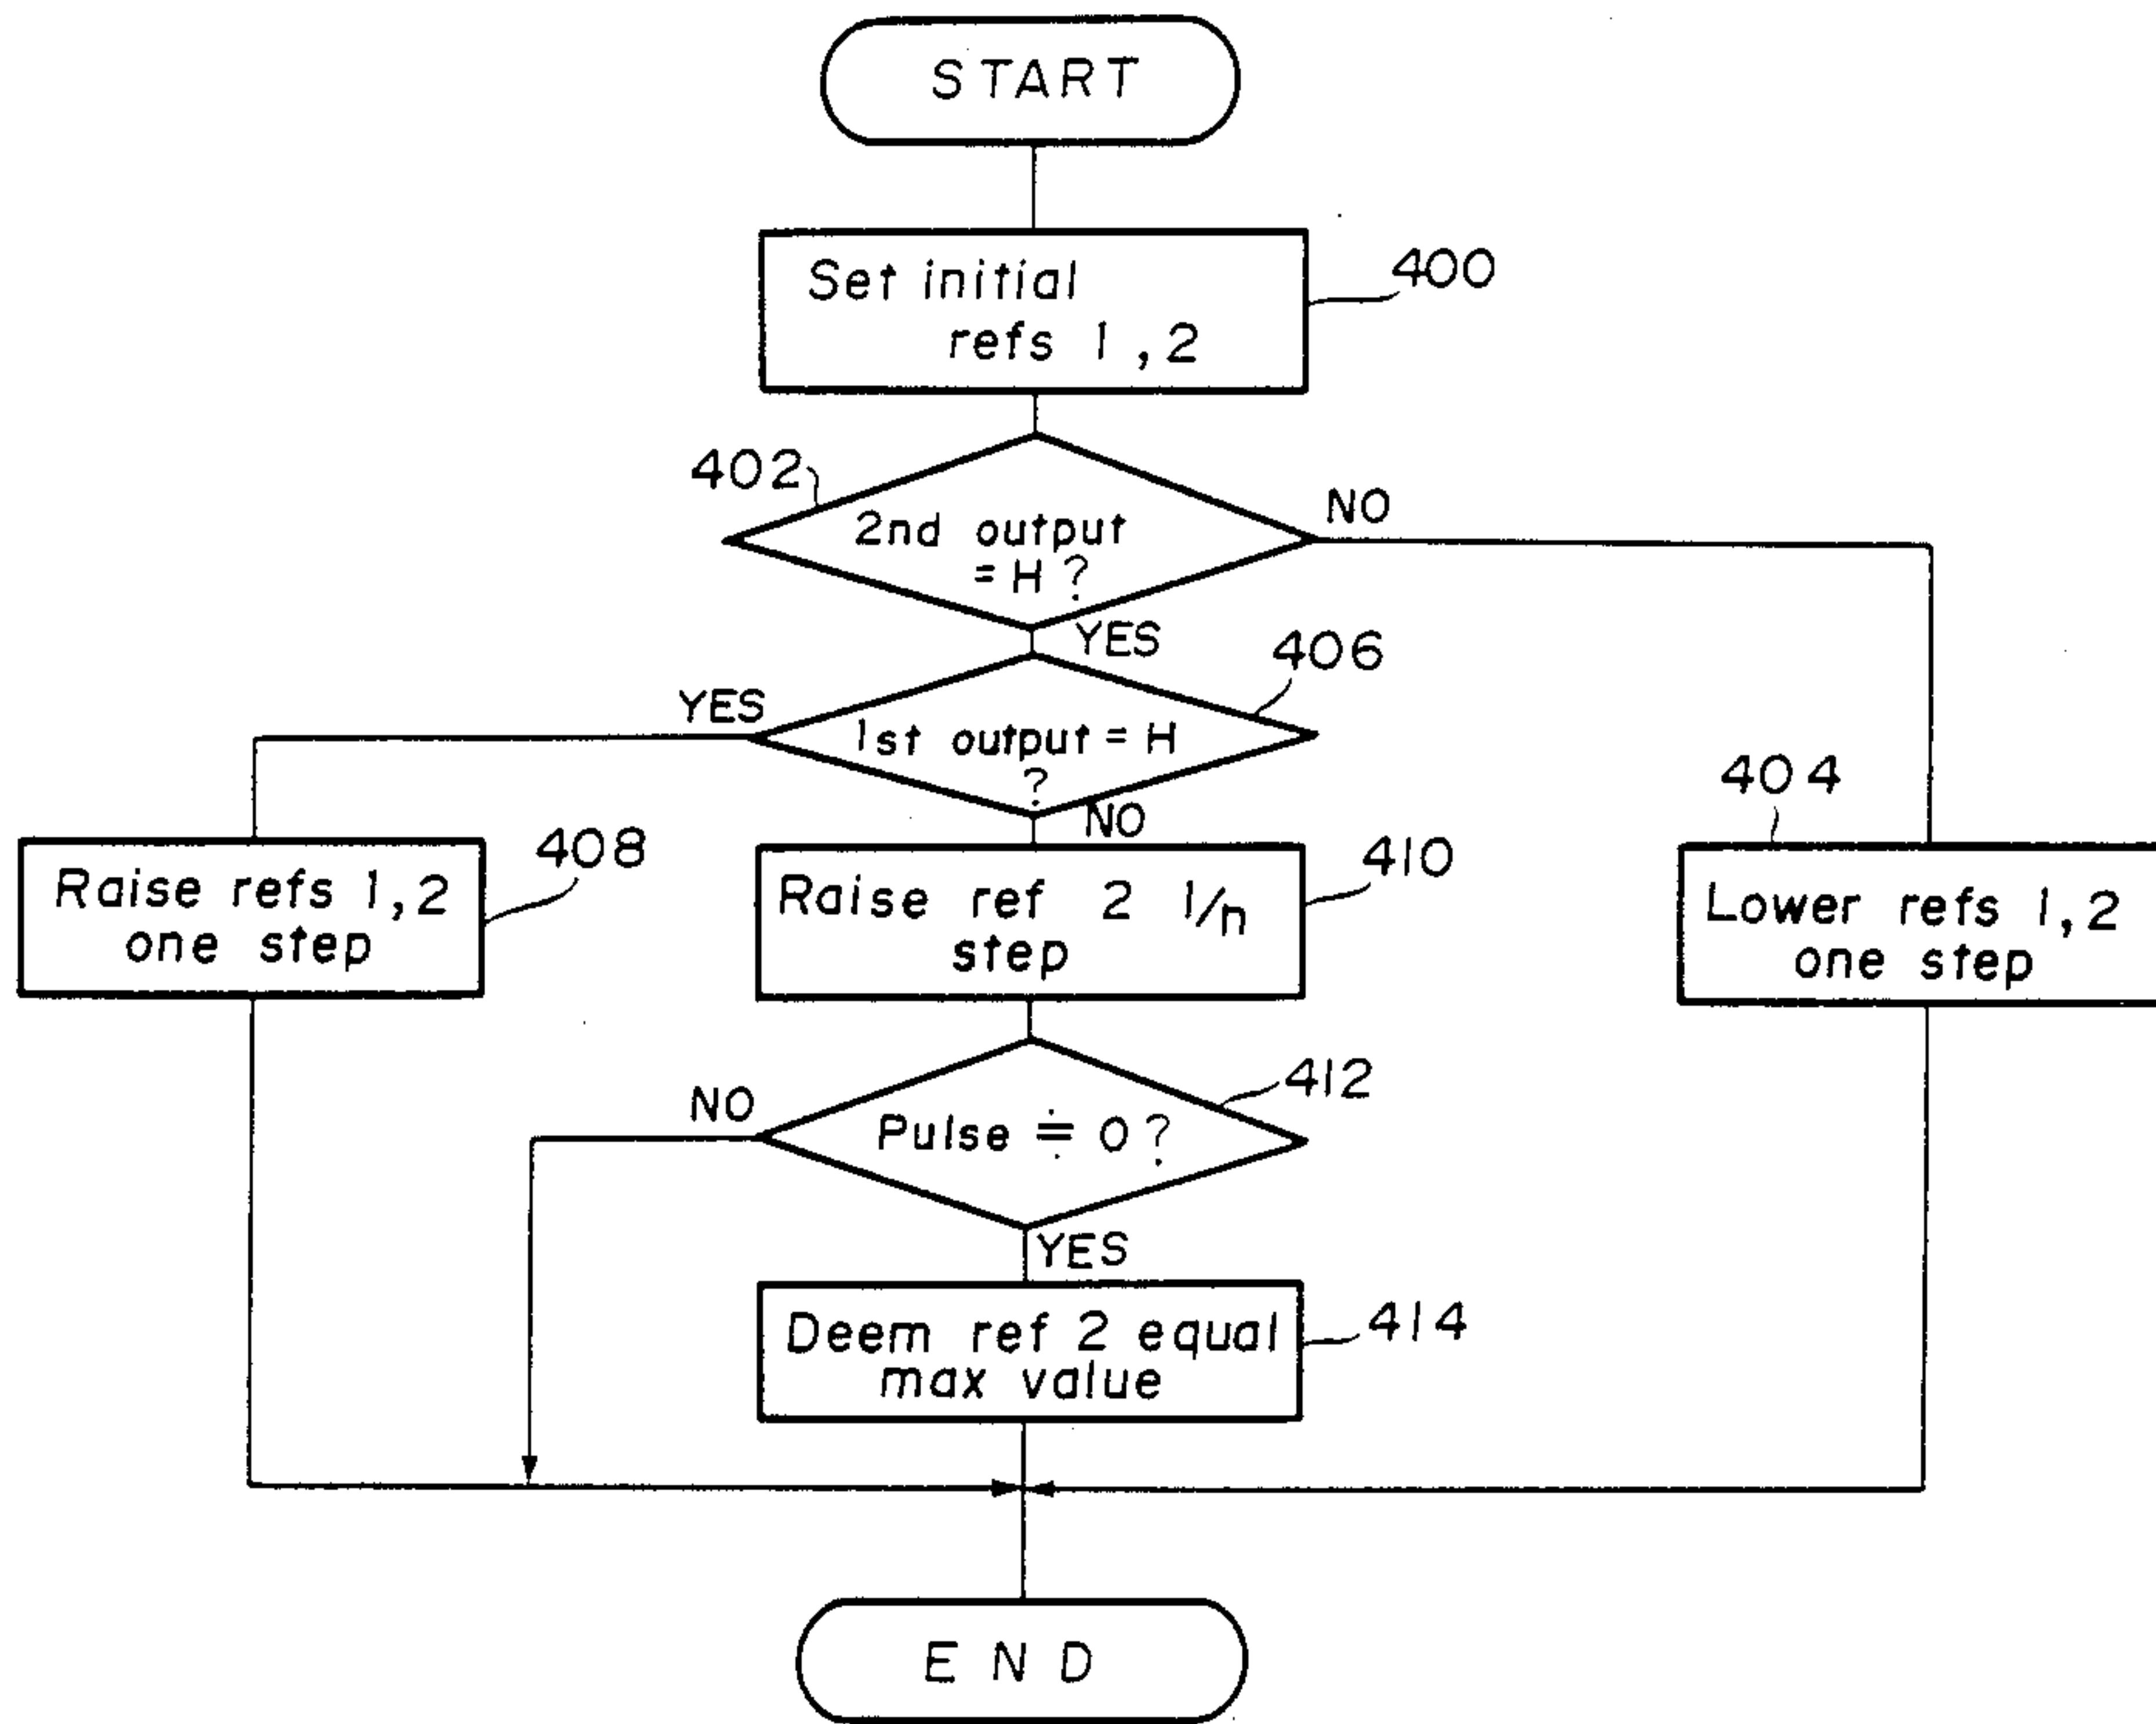 START
Set initial
refs 1,2
400
402
2nd output
= H ?
NO
YES
406
YES
1st output = H
?
NO
404
408
Raise refs 1,2
one step
410
Raise ref 2 1/n
step
Lower refs 1,2
one step
412
NO
Pulse ≑ 0 ?
YES
Deem ref 2 equal
max value
414
END